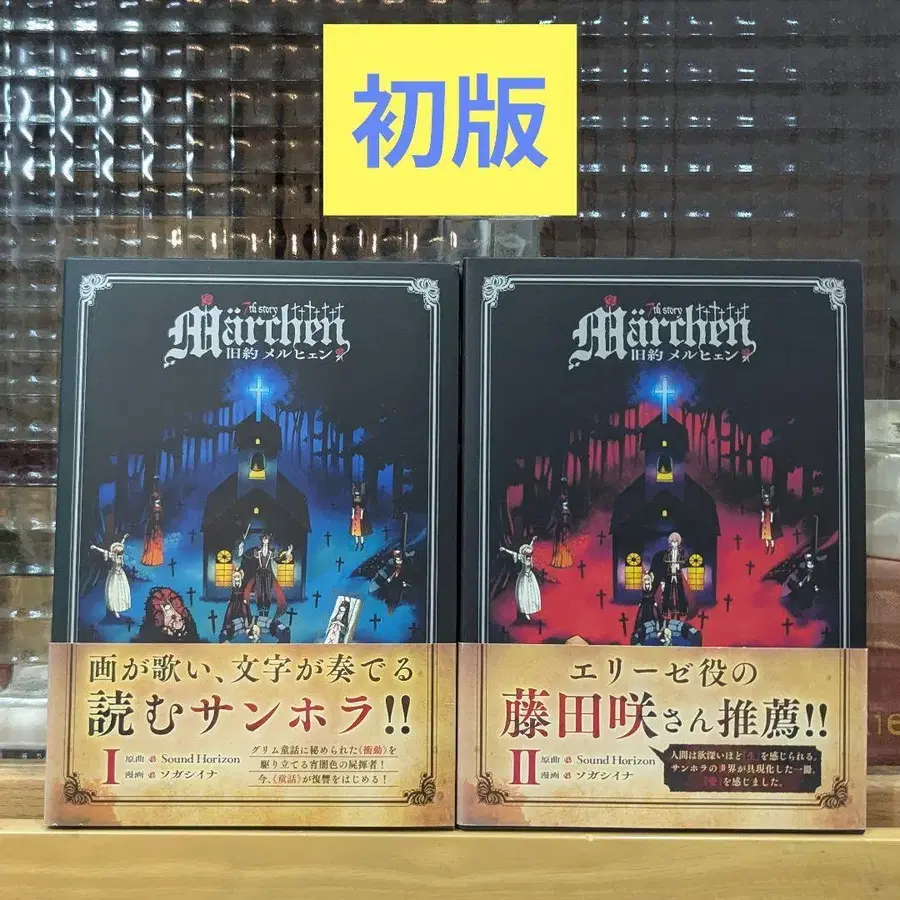 初版
7th story
Märchen
旧約 メルヒェン
画が歌い、文字が奏でる
読むサンホラ!!
I
原曲 Sound Horizon
漫画 ソガシイナ
グリム童話に秘められた《衝動》を
駆り立てる宵闇色の屍揮者!
今、《童話》が復讐をはじめる!
7th story
Märchen
旧約 メルヒェン
エリーゼ役の
藤田咲さん推薦!!
II
原曲 Sound Horizon
漫画 ソガシイナ
人間は欲深いほど
を感じられる。
サンホラの世界が具現化した一冊。
《愛》を感じました。